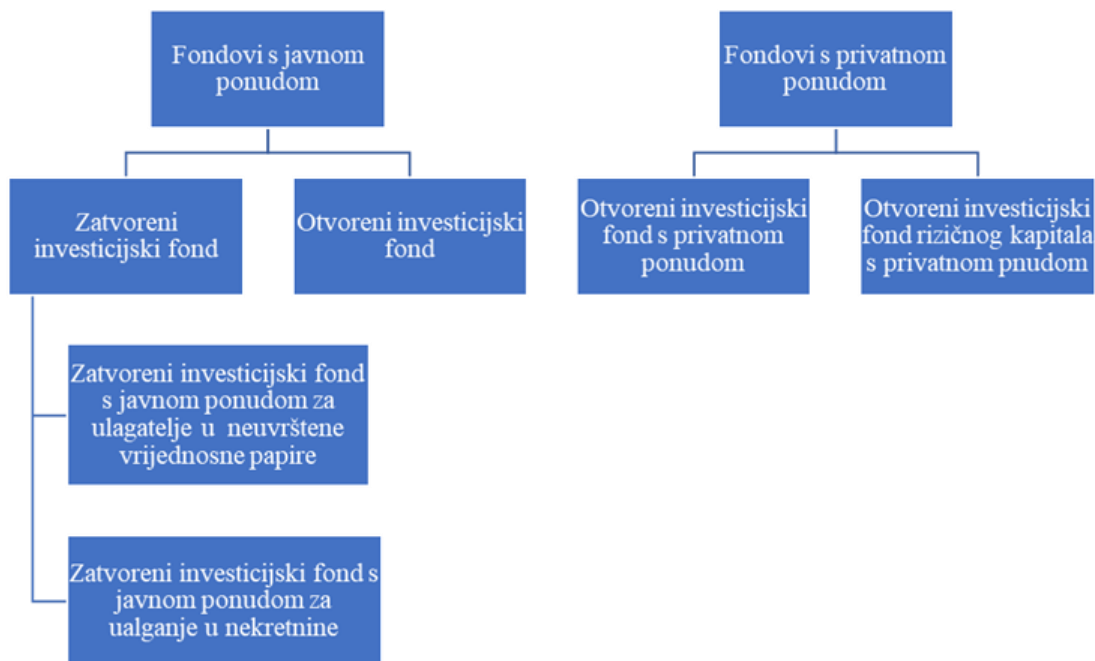 Fondovi s javnom
ponudom
Fondovi s privatnom
ponudom
Zatvoreni
investicijski fond
Otvoreni investicijski
fond
Otvoreni investicijski
fond s privatnom
ponudom
Otvoreni investicijski
fond rizičnog kapitala
s privatnom pnudom
Zatvoreni investicijski fond
s javnom ponudom za
ulagatelje u neuvrštene
vrijednosne papire
Zatvoreni investicijski fond s
javnom ponudom za
ualganje u nekretnine